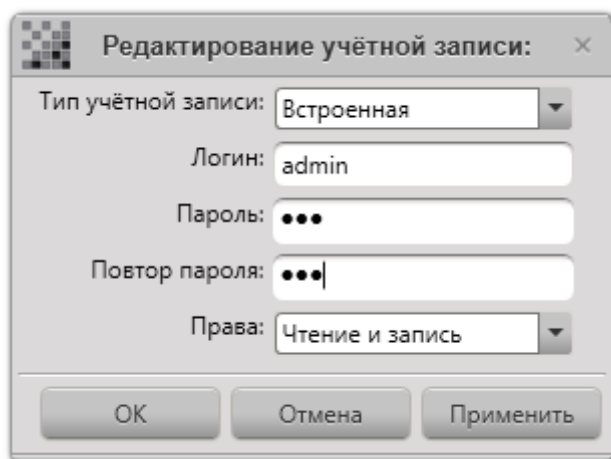 Редактирование учётной записи:
Тип учётной записи: Встроенная
Логин: admin
Пароль: ●●●
Повтор пароля: ●●●
Права: Чтение и запись
ОК Отмена Применить